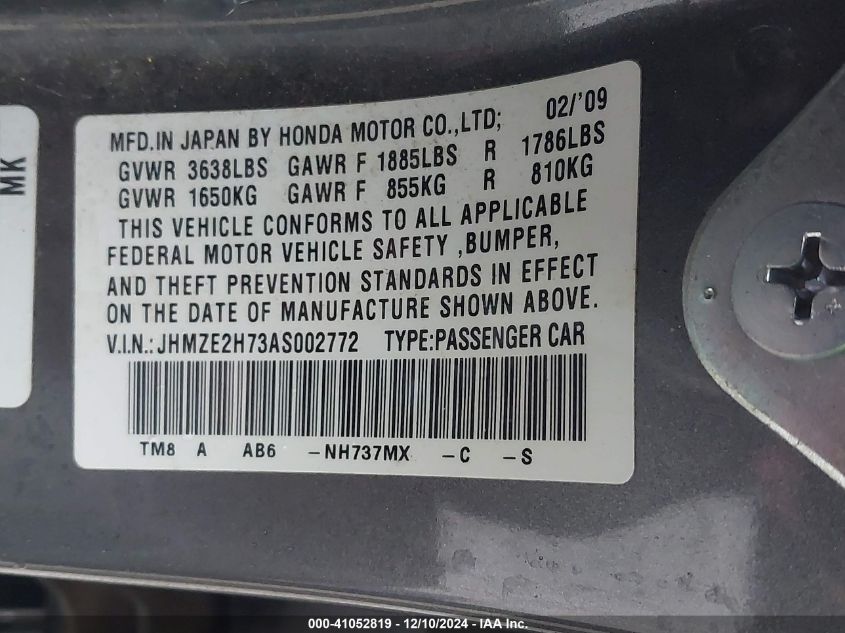 MK
MFD.IN JAPAN BY HONDA MOTOR CO.,LTD; 02/'09
GVWR 3638LBS GAWR F 1885LBS R 1786LBS
GVWR 1650KG GAWR F 855KG R 810KG
THIS VEHICLE CONFORMS TO ALL APPLICABLE
FEDERAL MOTOR VEHICLE SAFETY ,BUMPER,
AND THEFT PREVENTION STANDARDS IN EFFECT
ON THE DATE OF MANUFACTURE SHOWN ABOVE.
V.I.N.: JHMZE2H73AS002772 TYPE:PASSENGER CAR
TM8 A AB6 -NH737MX -C -S
000-41052819 - 12/10/2024 - IAA Inc.